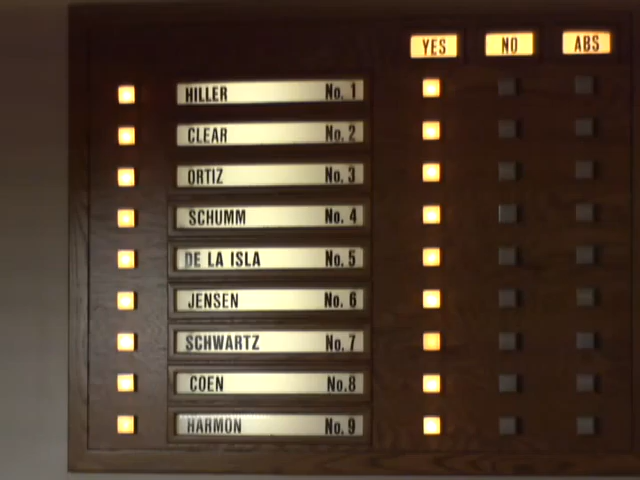 YES NO ABS
HILLER No. 1
CLEAR No. 2
ORTIZ No. 3
SCHUMM No. 4
DE LA ISLA No. 5
JENSEN No. 6
SCHWARTZ No. 7
COEN No.8
HARMON No. 9